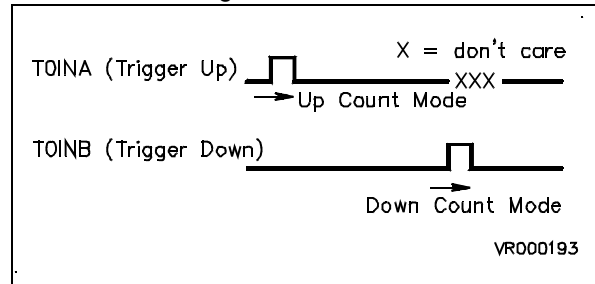 X = don't care
T0INA (Trigger Up)
XXX
Up Count Mode
T0INB (Trigger Down)
Down Count Mode
VR000193